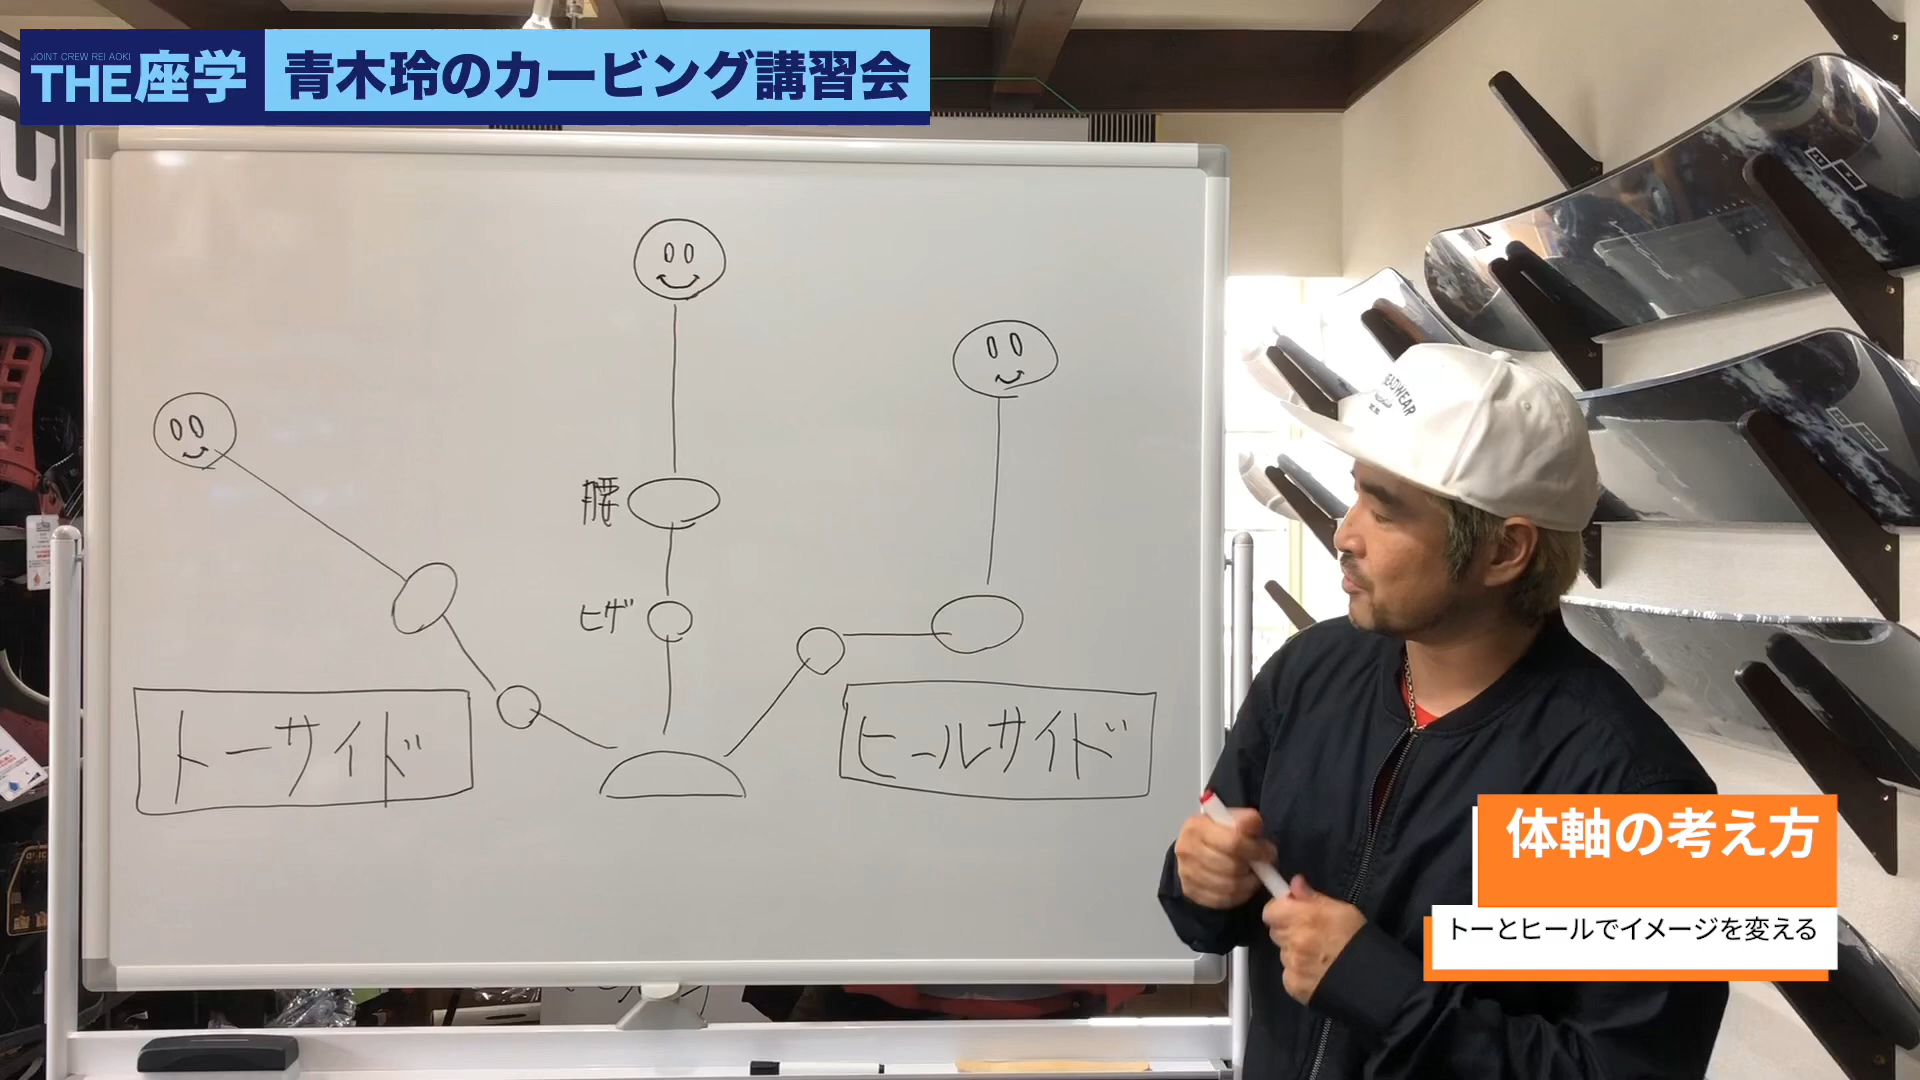 JOINT CREW REI AOKI
THE座学
青木玲のカービング講習会
腰
ヒザ
トーサイド
ヒールサイド
体軸の考え方
トーとヒールでイメージを変える